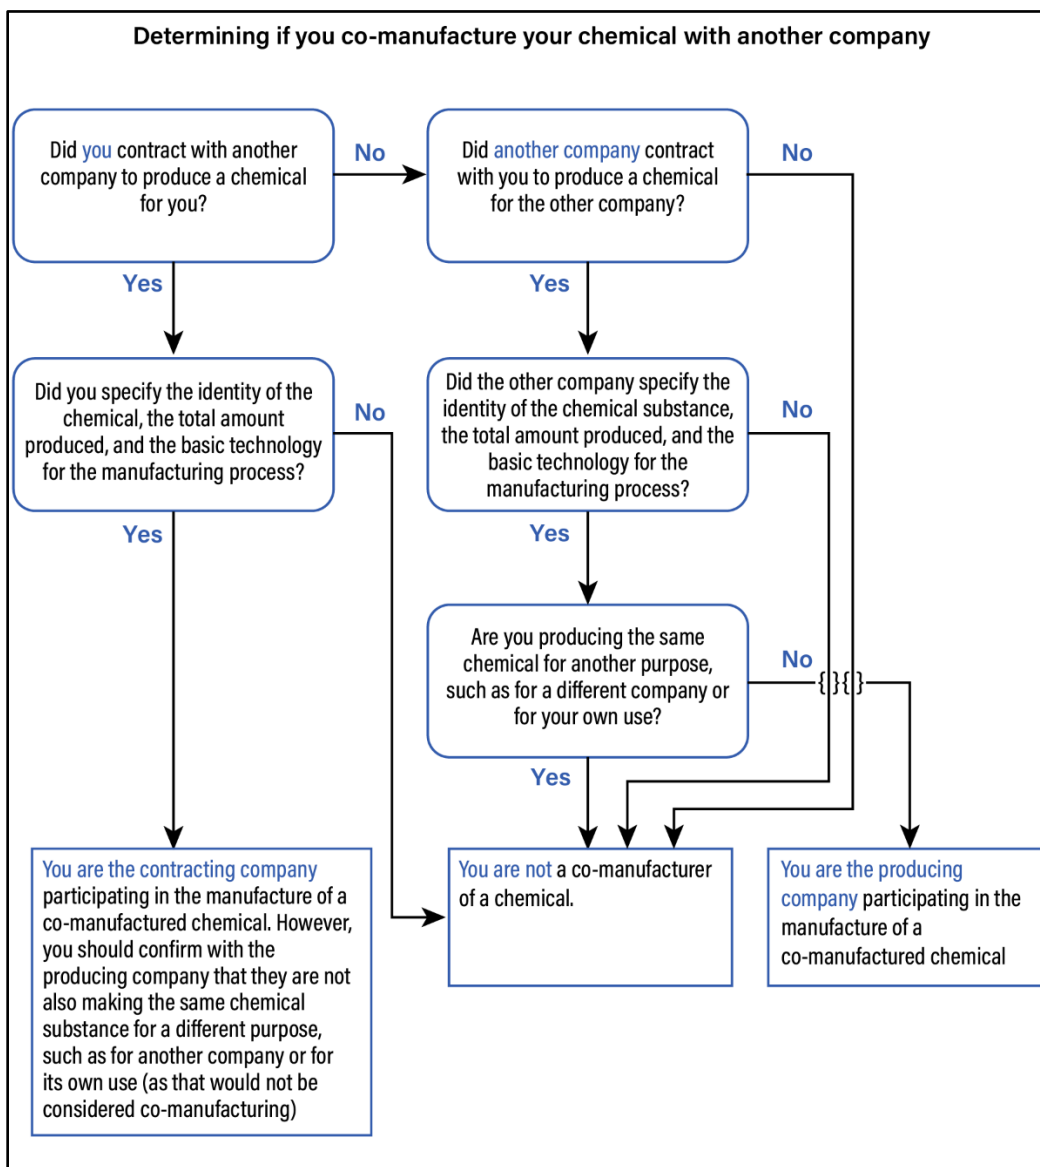 Determining if you co-manufacture your chemical with another company
Did you contract with another
company to produce a chemical
for you?
No
Did another company contract
with you to produce a chemical
for the other company?
No
Yes
Yes
Did you specify the identity of the
chemical, the total amount
produced, and the basic technology
for the manufacturing process?
No
Did the other company specify the
identity of the chemical substance,
the total amount produced, and the
basic technology for the
manufacturing process?
No
Yes
Yes
Are you producing the same
chemical for another purpose,
such as for a different company or
for your own use?
No
{ } { }
Yes
You are the contracting company
participating in the manufacture of a
co-manufactured chemical. However,
you should confirm with the
producing company that they are not
also making the same chemical
substance for a different purpose,
such as for another company or for
its own use (as that would not be
considered co-manufacturing)
You are not a co-manufacturer
of a chemical.
You are the producing
company participating in the
manufacture of a
co-manufactured chemical